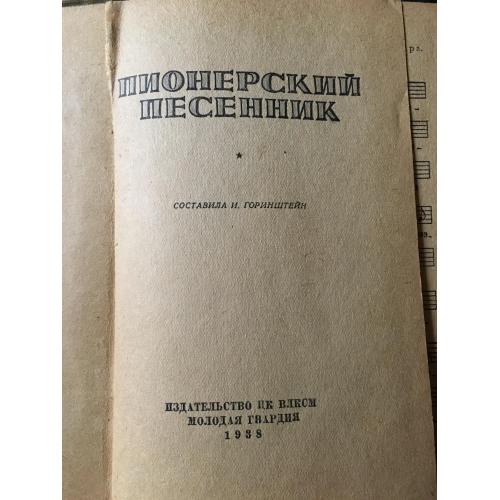 ПИОНЕРСКИЙ
ПЕСЕННИК
СОСТАВИЛА И. ГОРИНШТЕЙН
ИЗДАТЕЛЬСТВО ЦК ВЛКСМ
МОЛОДАЯ ГВАРДИЯ
1938